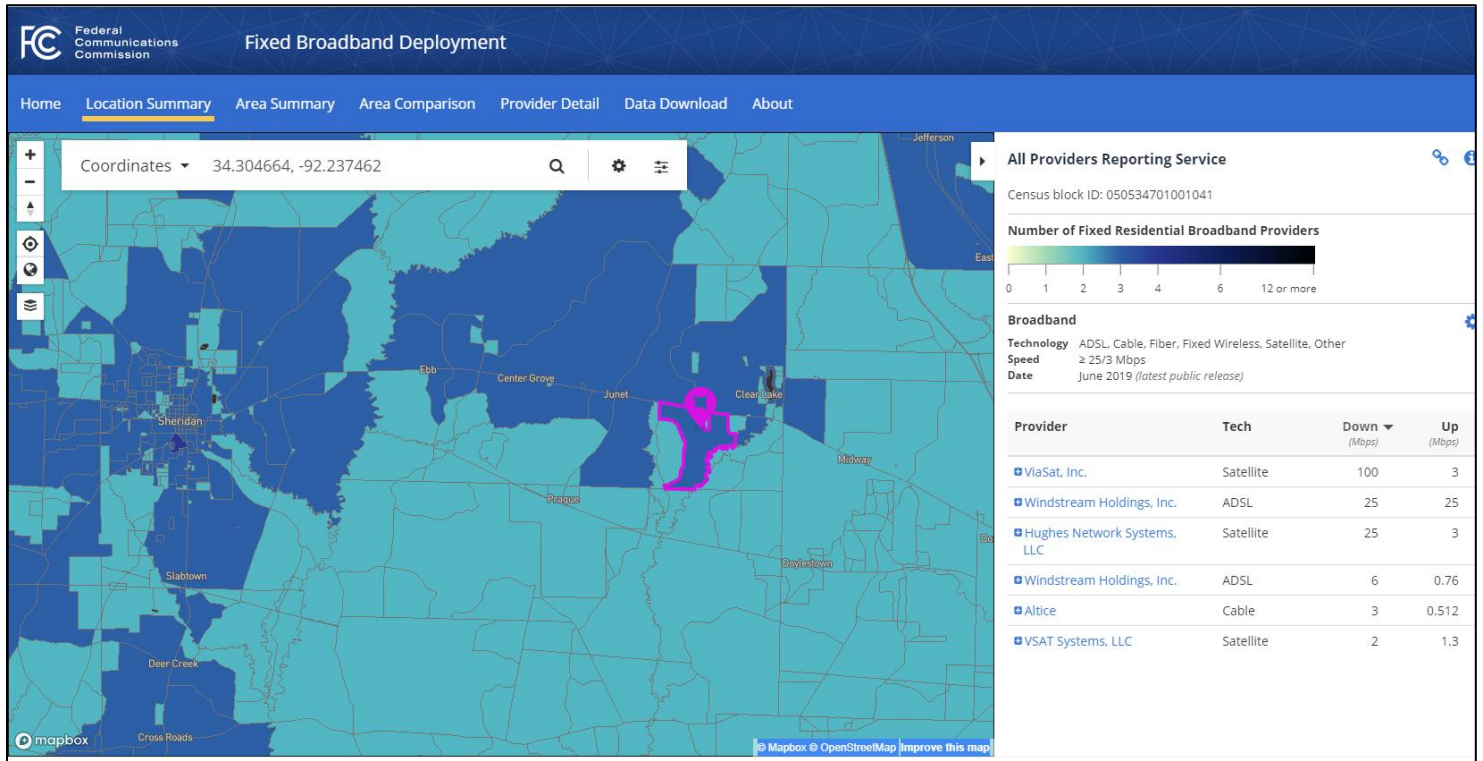 FC Federal Communications Commission
Fixed Broadband Deployment
Home Location Summary Area Summary Area Comparison Provider Detail Data Download About
Coordinates 34.304664, -92.237462
Jefferson
East
Ebb
Center Grove
Junet
Clear Lake
Sheridan
Midway
Prague
Doylestown
Do
Slabtown
Deer Creek
Cross Roads
mapbox
© Mapbox © OpenStreetMap Improve this map
All Providers Reporting Service
Census block ID: 050534701001041
Number of Fixed Residential Broadband Providers
0 1 2 3 4 6 12 or more
Broadband
Technology ADSL, Cable, Fiber, Fixed Wireless, Satellite, Other
Speed ≥ 25/3 Mbps
Date June 2019 (latest public release)
Provider Tech Down (Mbps) Up (Mbps)
ViaSat, Inc. Satellite 100 3
Windstream Holdings, Inc. ADSL 25 25
Hughes Network Systems, LLC Satellite 25 3
Windstream Holdings, Inc. ADSL 6 0.76
Altice Cable 3 0.512
VSAT Systems, LLC Satellite 2 1.3